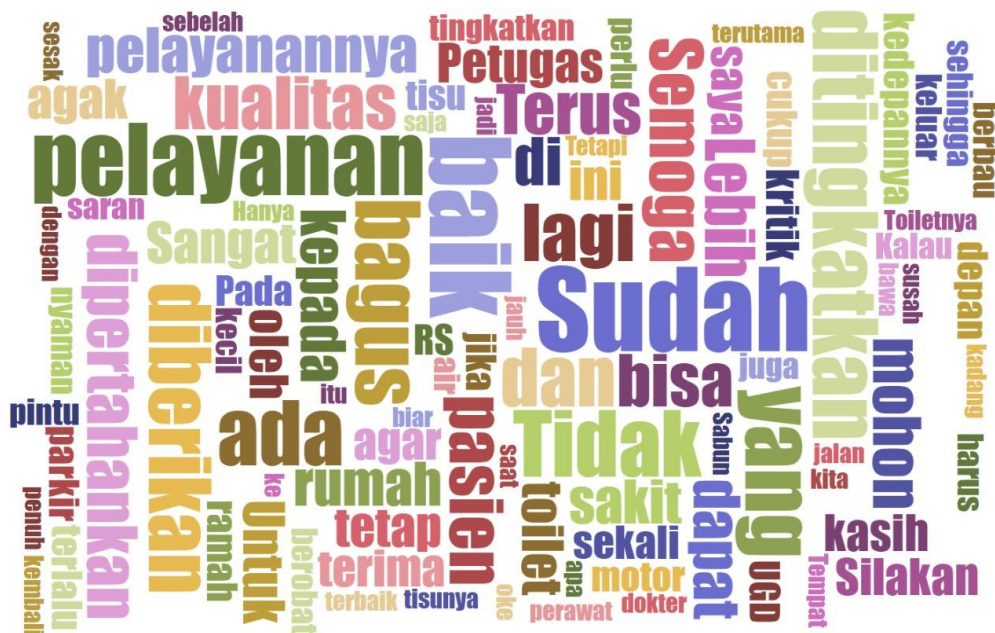 sebelah
sesak
pelayanannya
tingkatkan
perlu
terutama
agak
kualitas
tisu
Petugas
saja
jadi
Terus
Semoga
saya
Lebih
cukup
ditingkatkan
kedepannya
keluar
sehingga
berbau
pelayanan
baik
di
Tetapi
ini
kritik
saran
dengan
Hanya
Sangat
kepada
bagus
lagi
Toiletnya
Kalau
depan
dipertahankan
nyaman
diberikan
Pada
kecil
oleh
itu
RS
air
jika
jauh
Sudah
bawa
susah
kadang
pintu
parkir
ada
biar
agar
pasien
dan
bisa
juga
yang
mohon
harus
penuh
kembali
terlalu
ramah
ke
Untuk
rumah
tetap
terima
berobat
terbaik
tisunya
saat
oke
Tidak
toilet
sakit
sekali
apa
motor
perawat
dokter
Sabun
dapat
UGD
jalan
kita
Tempat
kasih
Silakan